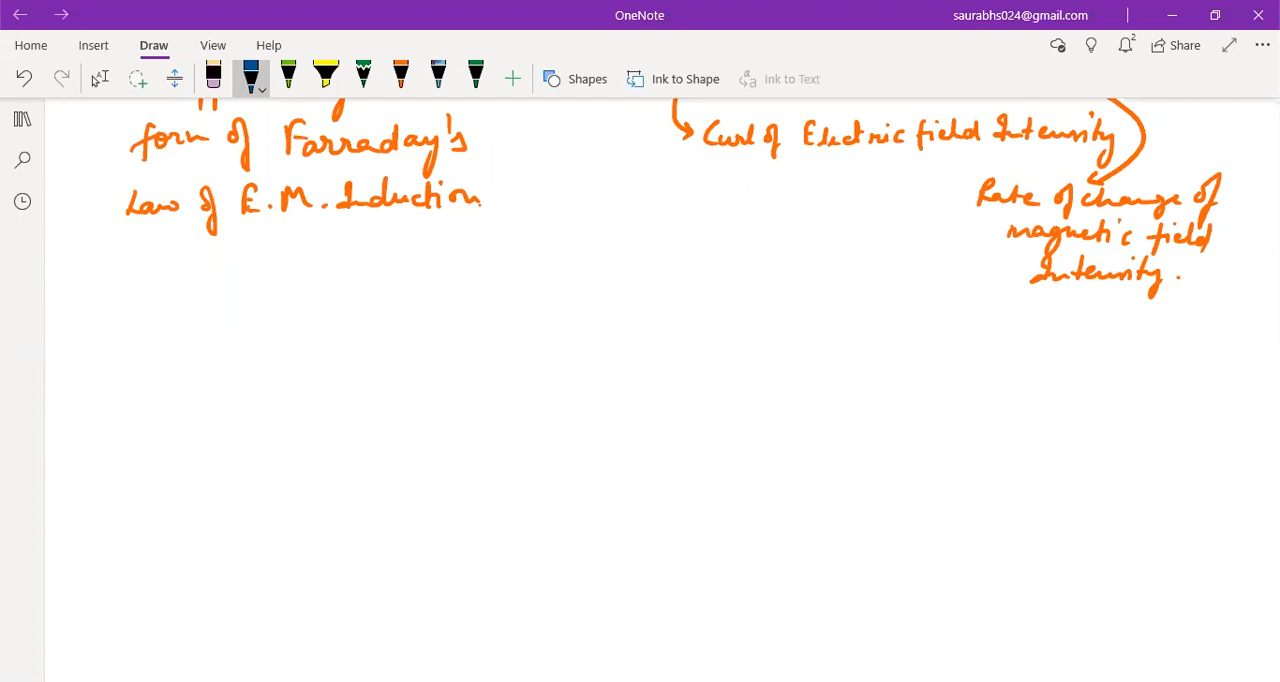 OneNote
saurabhs024@gmail.com
Home Insert Draw View Help
Share
Shapes
Ink to Shape
Ink to Text
form of Farraday's
Law of E.M. Induction
Curl of Electric field Intensity
Rate of change of
magnetic field
Intensity.